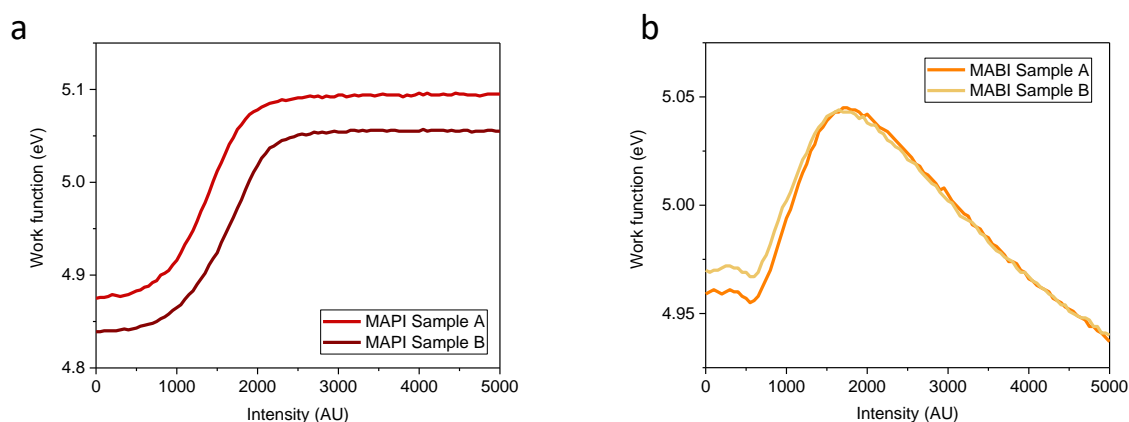 a
Work function (eV)
5.1
5.0
4.9
4.8
0 1000 2000 3000 4000 5000
Intensity (AU)
MAPI Sample A
MAPI Sample B
b
Work function (eV)
5.05
5.00
4.95
0 1000 2000 3000 4000 5000
Intensity (AU)
MABI Sample A
MABI Sample B